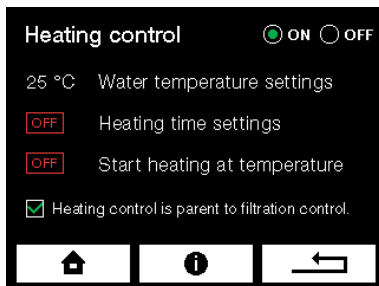 Heating control ON OFF
25 °C Water temperature settings
OFF Heating time settings
OFF Start heating at temperature
Heating control is parent to filtration control.